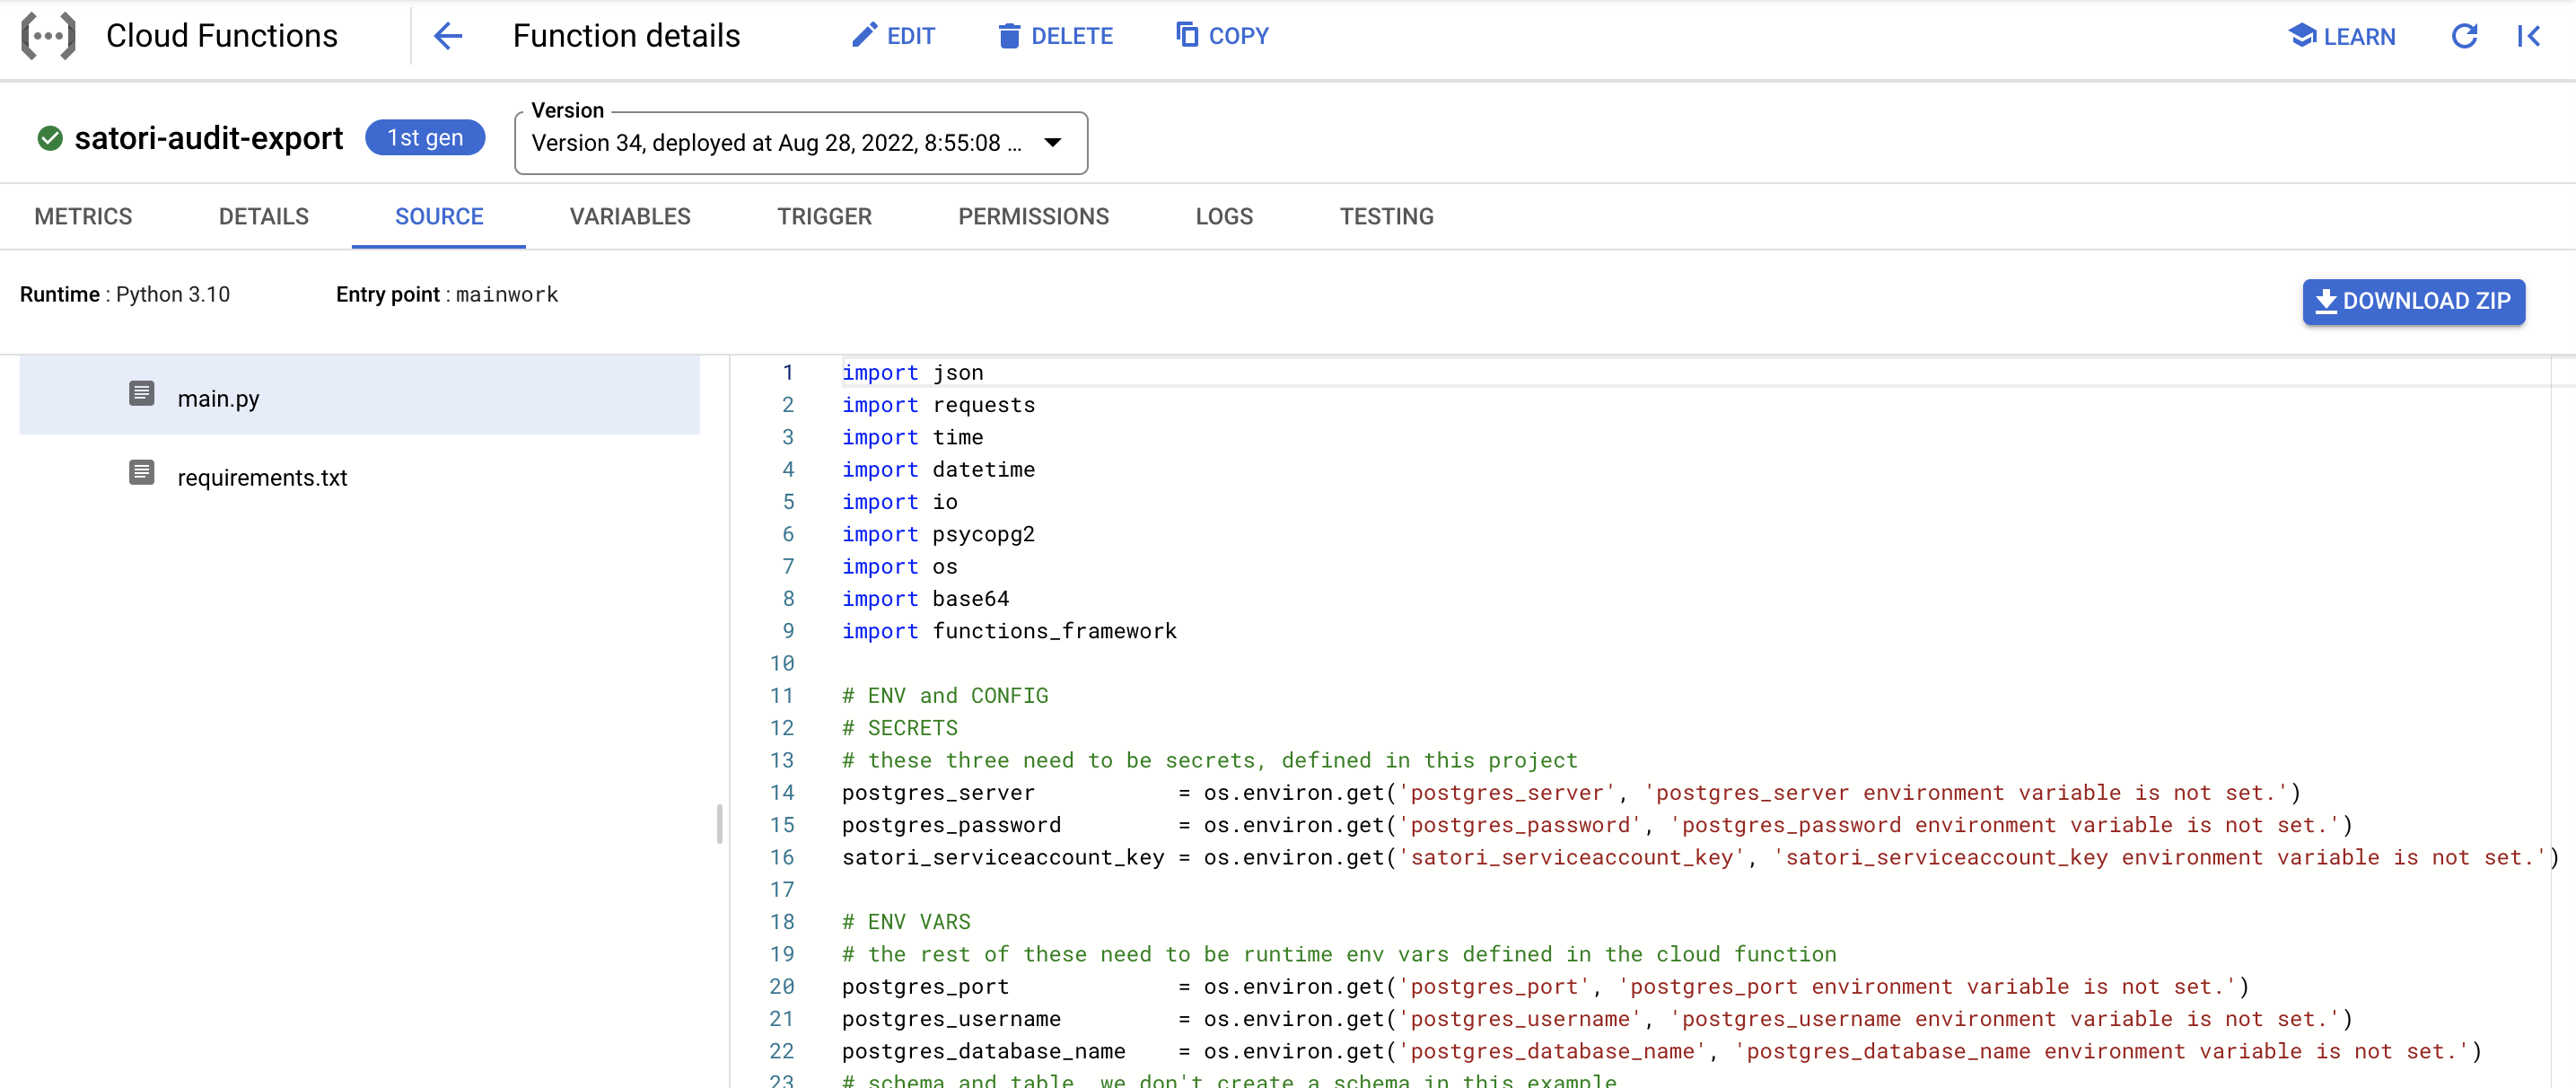 Cloud Functions
Function details
EDIT
DELETE
COPY
LEARN
satori-audit-export
1st gen
Version
Version 34, deployed at Aug 28, 2022, 8:55:08 ...
METRICS
DETAILS
SOURCE
VARIABLES
TRIGGER
PERMISSIONS
LOGS
TESTING
Runtime : Python 3.10
Entry point : mainwork
DOWNLOAD ZIP
main.py
requirements.txt
1 import json
2 import requests
3 import time
4 import datetime
5 import io
6 import psycopg2
7 import os
8 import base64
9 import functions_framework
10
11 # ENV and CONFIG
12 # SECRETS
13 # these three need to be secrets, defined in this project
14 postgres_server = os.environ.get('postgres_server', 'postgres_server environment variable is not set.')
15 postgres_password = os.environ.get('postgres_password', 'postgres_password environment variable is not set.')
16 satori_serviceaccount_key = os.environ.get('satori_serviceaccount_key', 'satori_serviceaccount_key environment variable is not set.')
17
18 # ENV VARS
19 # the rest of these need to be runtime env vars defined in the cloud function
20 postgres_port = os.environ.get('postgres_port', 'postgres_port environment variable is not set.')
21 postgres_username = os.environ.get('postgres_username', 'postgres_username environment variable is not set.')
22 postgres_database_name = os.environ.get('postgres_database_name', 'postgres_database_name environment variable is not set.')
23 # schema and table, we don't create a schema in this example